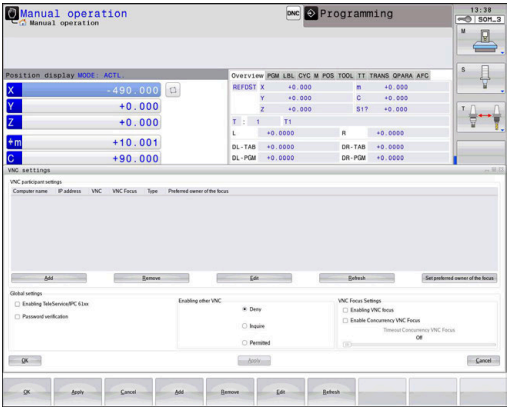 Manual operation
Manual operation
DNC
Programming
13:38
SOM_3
M
Position display MODE: ACTL.
X -490.000
Y +0.000
Z +0.000
m +10.001
C +90.000
Overview PGM LBL CYC M POS TOOL TT TRANS QPARA AFC
REFDST X +0.000 m +0.000
Y +0.000 C +0.000
Z +0.000 S1? +0.000
T : 1 T1
L +0.0000 R +0.0000
DL-TAB +0.0000 DR-TAB +0.0000
DL-PGM +0.0000 DR-PGM +0.0000
S
T
VNC settings
VNC participant settings
Computer name IP address VNC VNC Focus Type Preferred owner of the focus
Add Remove Edit Refresh Set preferred owner of the focus
Global settings
Enabling TeleService/IPC 61xx
Password verification
Enabling other VNC
Deny
Inquire
Permitted
VNC Focus Settings
Enabling VNC focus
Enable Concurrency VNC Focus
Timeout Concurrency VNC Focus
Off
OK Apply Cancel
OK Apply Cancel Add Remove Edit Refresh